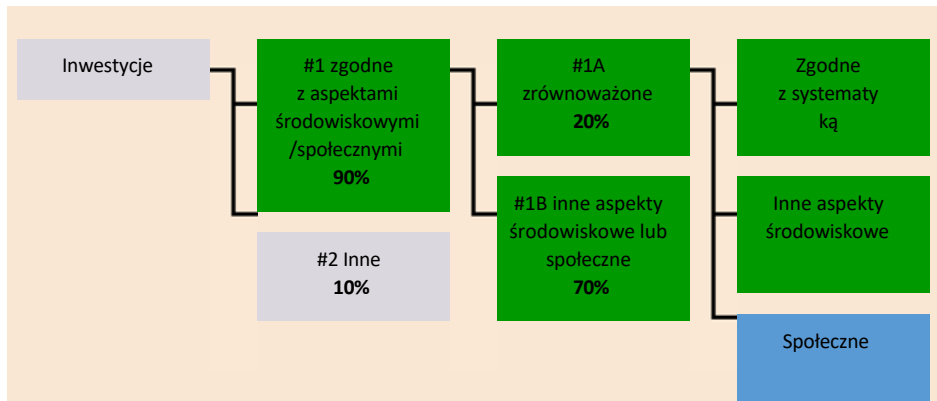 Inwestycje
#1 zgodne
z aspektami
środowiskowymi
/społecznymi
90%
#2 Inne
10%
#1A
zrównoważone
20%
#1B inne aspekty
środowiskowe lub
społeczne
70%
Zgodne
z systematy
ką
Inne aspekty
środowiskowe
Społeczne